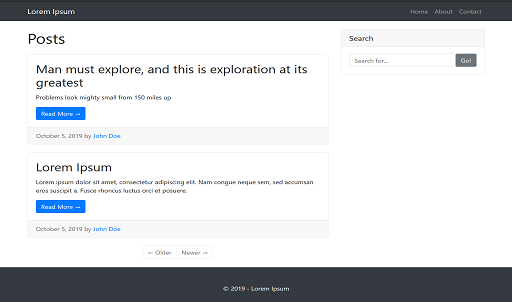 Lorem Ipsum
Home About Contact
Posts
Man must explore, and this is exploration at its
greatest
Problems look mighty small from 150 miles up
Read More →
October 5, 2019 by John Doe
Lorem Ipsum
Lorem ipsum dolor sit amet, consectetur adipiscing elit. Nam congue neque sem, sed accumsan
eros suscipit a. Fusce rhoncus luctus orci et posuere.
Read More →
October 5, 2019 by John Doe
← Older Newer →
Search
Search for...
Go!
© 2019 - Lorem Ipsum